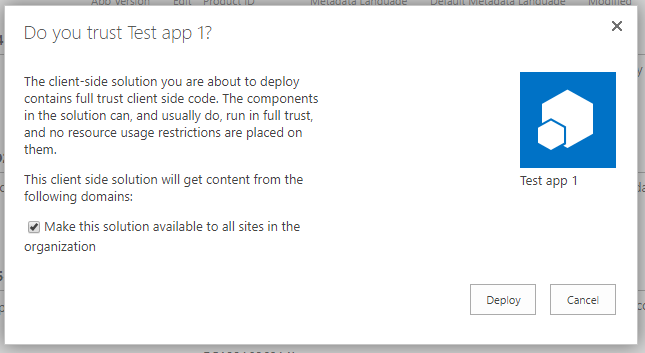 App Version Edit Product ID Metadata Language Default Metadata Language Modified
Do you trust Test app 1?
The client-side solution you are about to deploy
contains full trust client side code. The components
in the solution can, and usually do, run in full trust,
and no resource usage restrictions are placed on
them.
This client side solution will get content from the
following domains:
Make this solution available to all sites in the
organization
Test app 1
Deploy Cancel